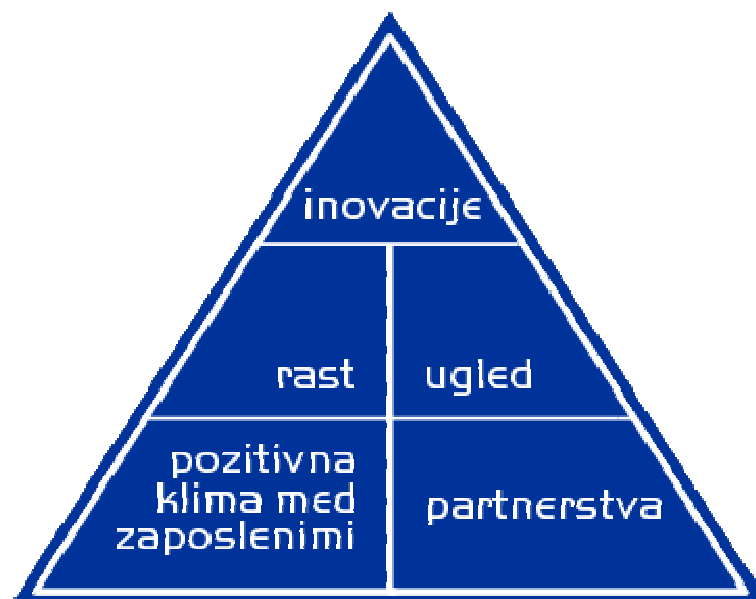 inovacije
rast
ugled
pozitivna
klima med
zaposlenimi
partnerstva